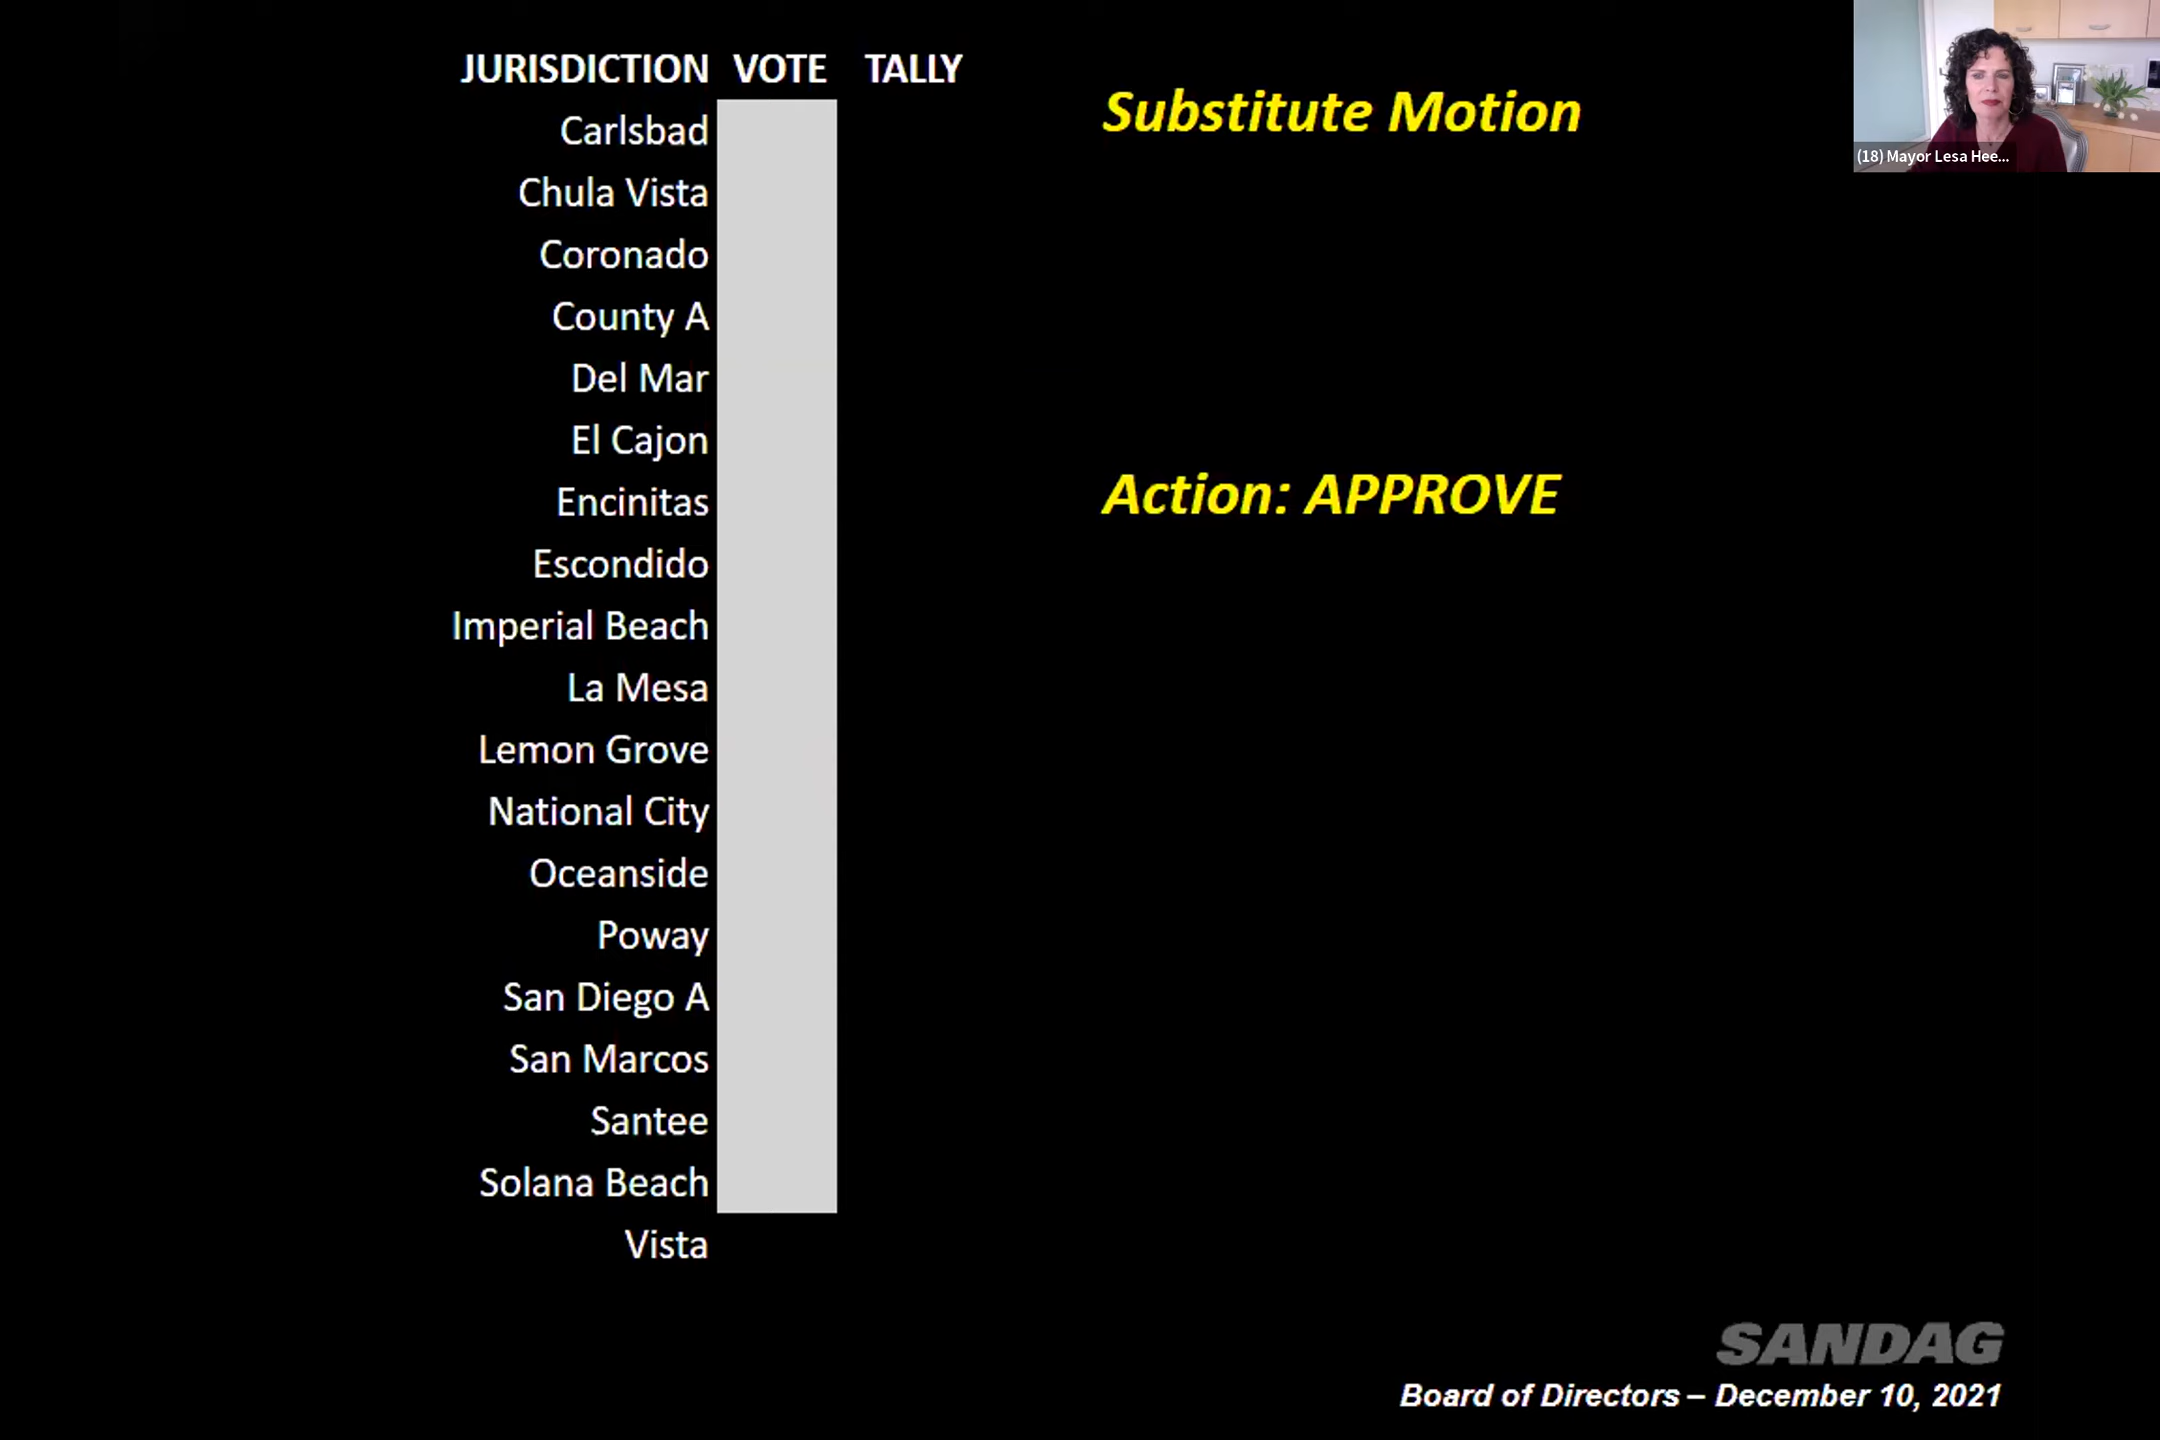 JURISDICTION VOTE TALLY
Carlsbad
Chula Vista
Coronado
County A
Del Mar
El Cajon
Encinitas
Escondido
Imperial Beach
La Mesa
Lemon Grove
National City
Oceanside
Poway
San Diego A
San Marcos
Santee
Solana Beach
Vista
Substitute Motion
Action: APPROVE
(18) Mayor Lesa Hee...
SANDAG
Board of Directors – December 10, 2021